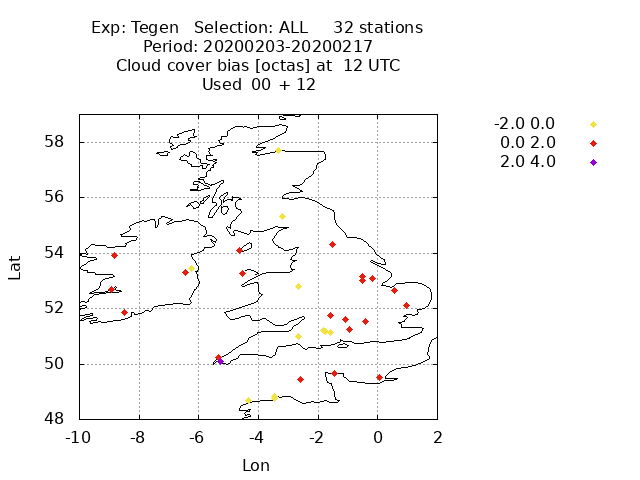 Exp: Tegen Selection: ALL 32 stations
Period: 20200203-20200217
Cloud cover bias [octas] at 12 UTC
Used 00 + 12
-2.0 0.0
0.0 2.0
2.0 4.0
58
56
54
52
50
48
Lat
-10 -8 -6 -4 -2 0 2
Lon